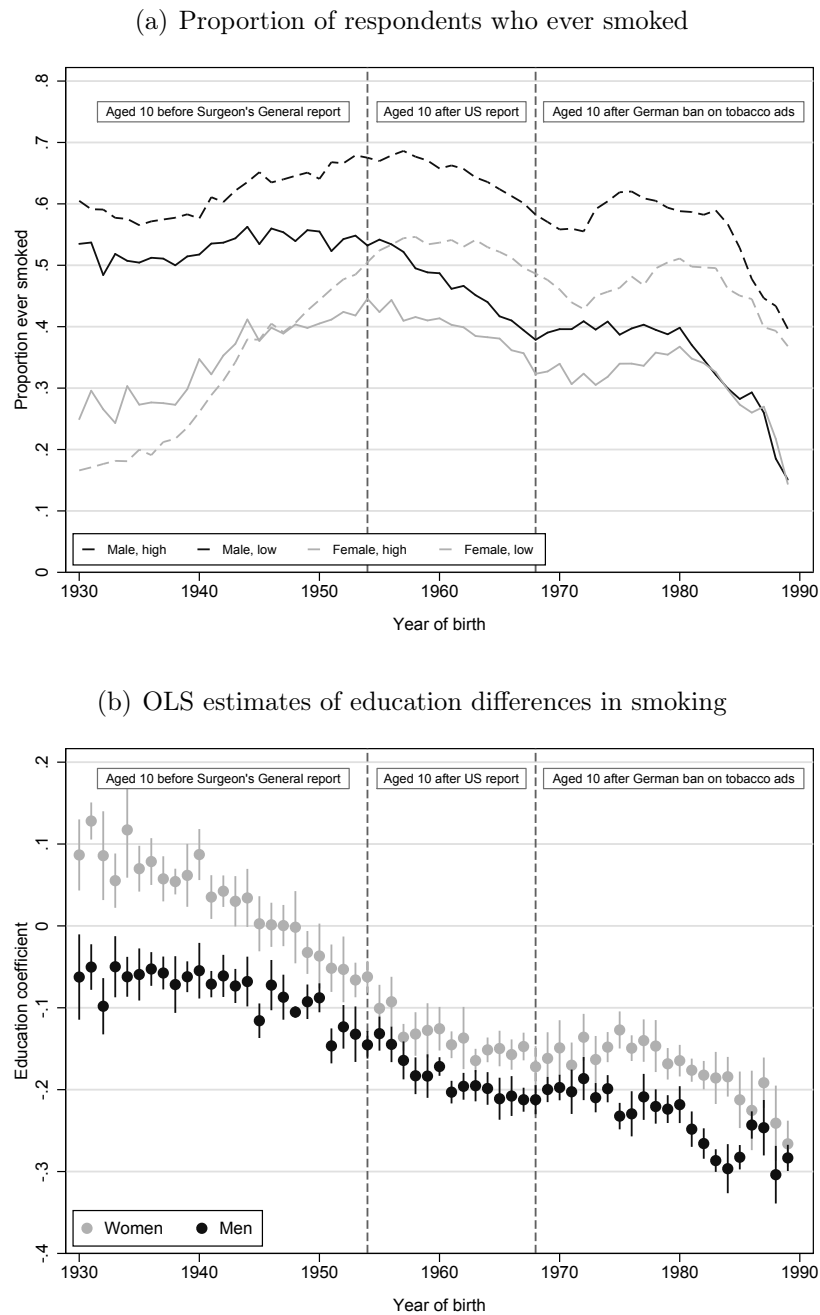 (a) Proportion of respondents who ever smoked
Proportion ever smoked
.8
.7
.6
.5
.4
.3
.2
.1
0
Aged 10 before Surgeon's General report
Aged 10 after US report
Aged 10 after German ban on tobacco ads
Male, high
Male, low
Female, high
Female, low
1930 1940 1950 1960 1970 1980 1990
Year of birth
(b) OLS estimates of education differences in smoking
Education coefficient
.2
.1
0
-.1
-.2
-.3
-.4
Aged 10 before Surgeon's General report
Aged 10 after US report
Aged 10 after German ban on tobacco ads
Women
Men
1930 1940 1950 1960 1970 1980 1990
Year of birth